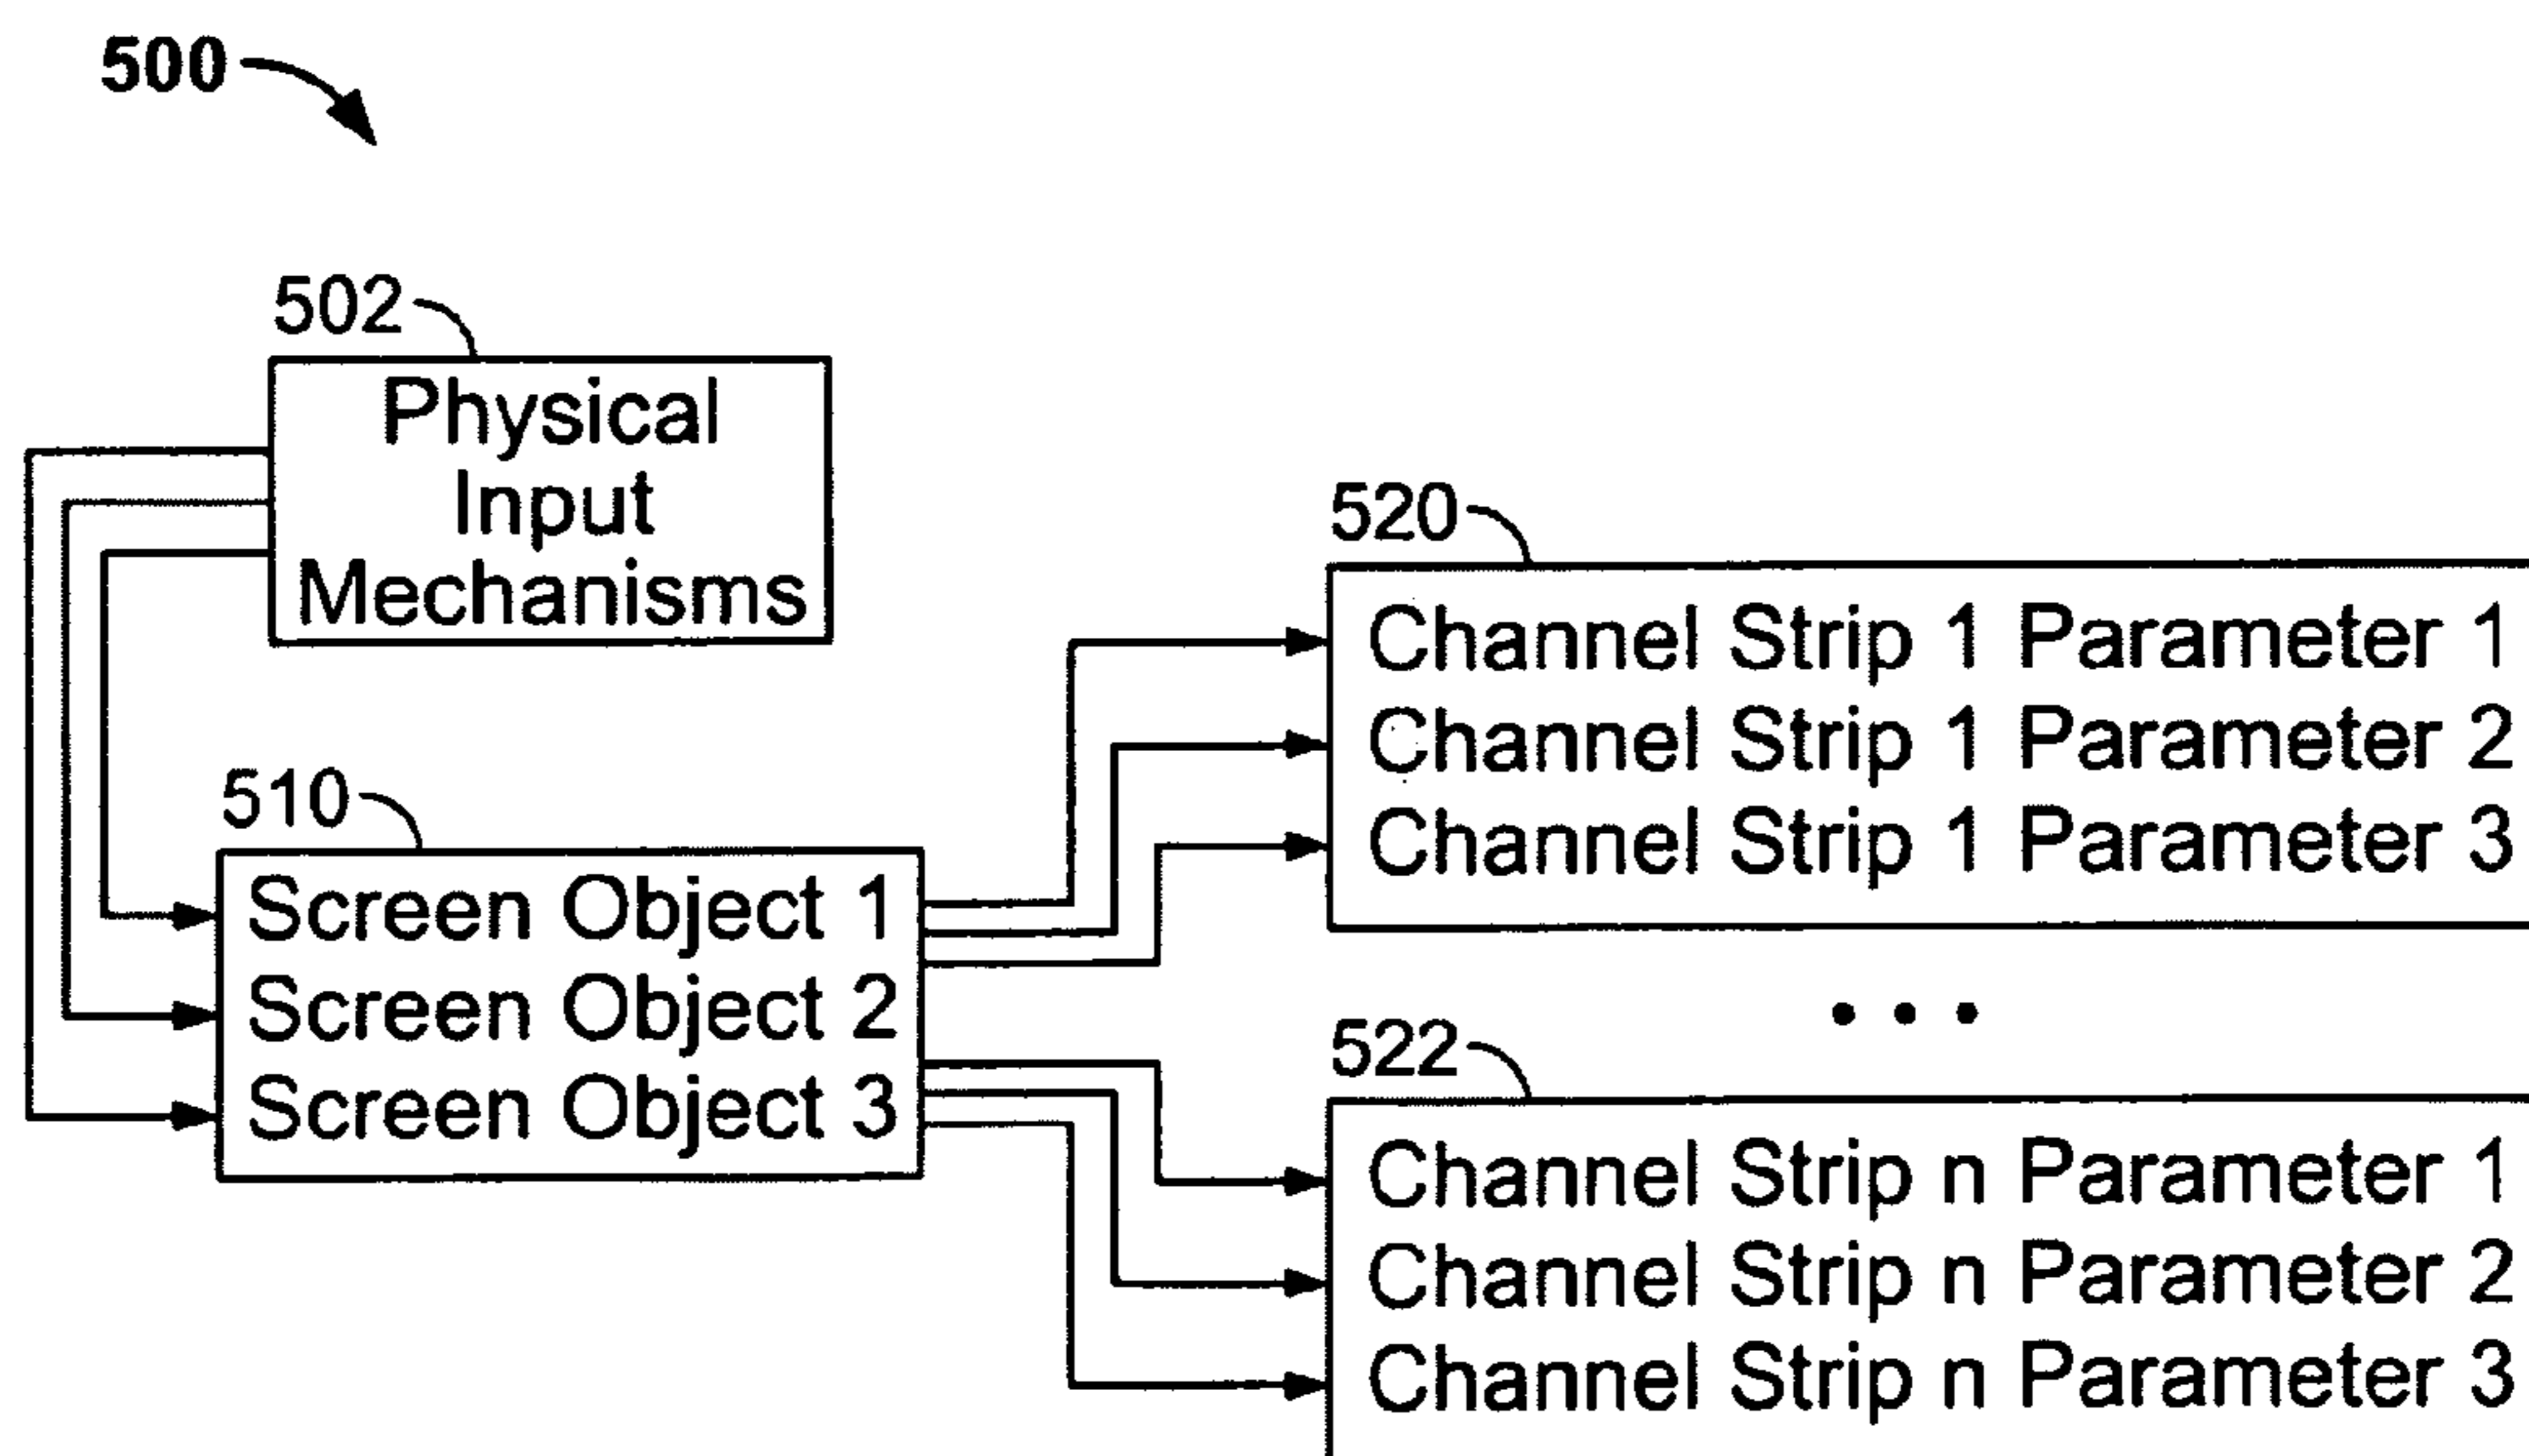 500
502
Physical
Input
Mechanisms
520
Channel Strip 1 Parameter 1
Channel Strip 1 Parameter 2
Channel Strip 1 Parameter 3
510
Screen Object 1
Screen Object 2
Screen Object 3
522
Channel Strip n Parameter 1
Channel Strip n Parameter 2
Channel Strip n Parameter 3